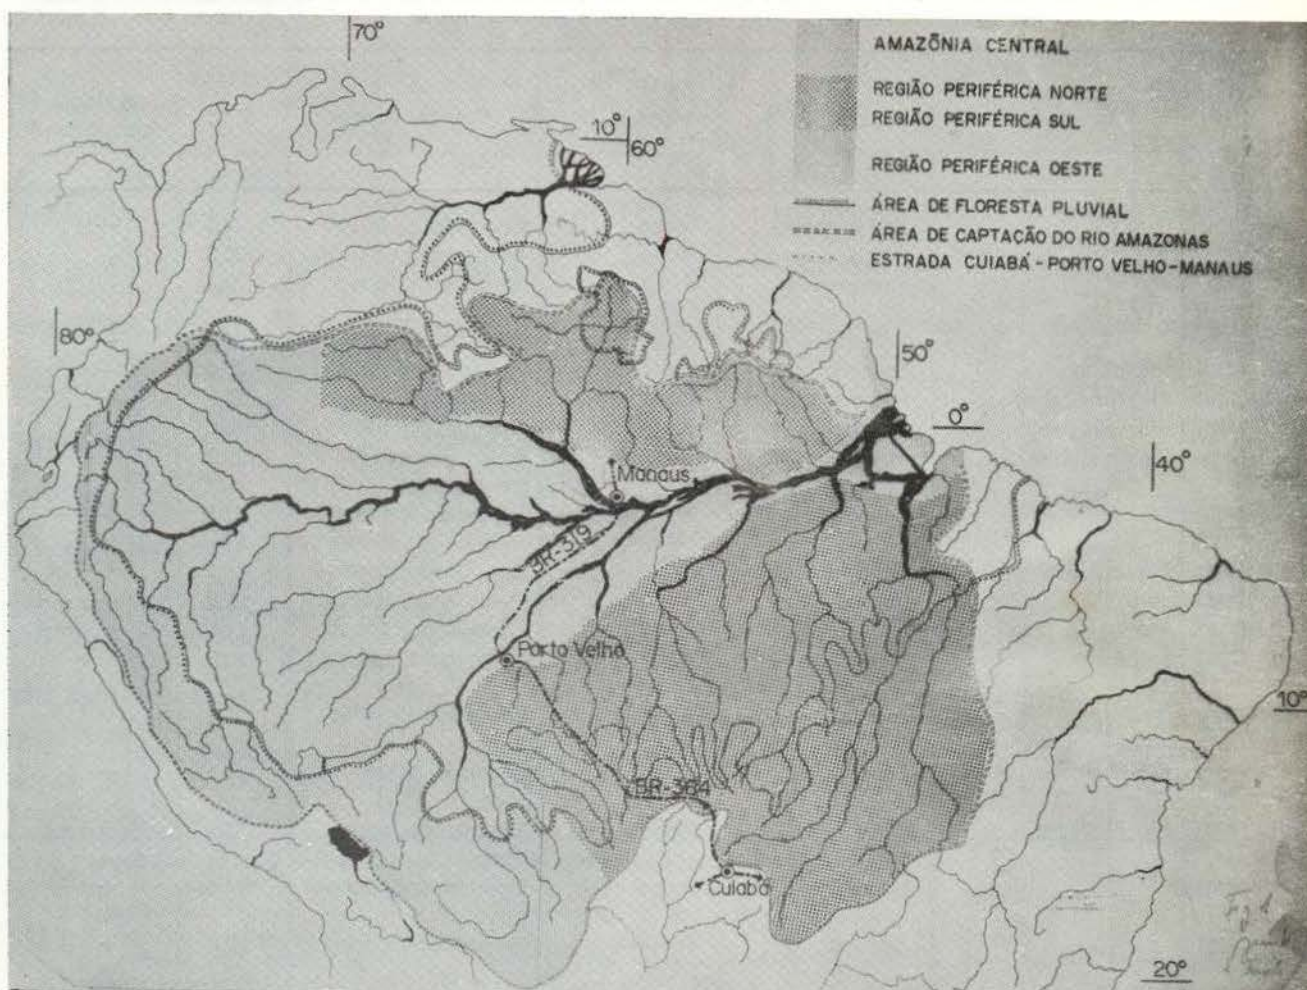 70°
AMAZÕNIA CENTRAL
REGIÃO PERIFÉRICA NORTE
REGIÃO PERIFÉRICA SUL
10°
60°
REGIÃO PERIFÉRICA OESTE
ÁREA DE FLORESTA PLUVIAL
ÁREA DE CAPTAÇÃO DO RIO AMAZONAS
ESTRADA CUIABÁ-PORTO VELHO-MANAUS
80°
50°
0°
40°
Manaus
BR-319
Porto Velho
10°
BR-364
Cuiabá
20°